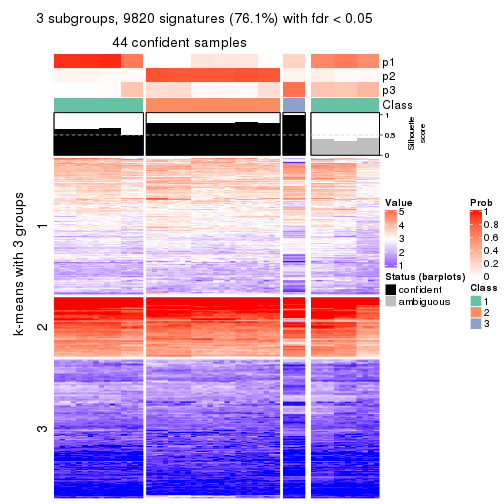 3 subgroups, 9820 signatures (76.1%) with fdr < 0.05
44 confident samples
p1
p2
p3
Class
1
0.5
0
Silhouette
score
k-means with 3 groups
1
2
3
Value
5
4
3
2
1
Status (barplots)
confident
ambiguous
Prob
1
0.8
0.6
0.4
0.2
0
Class
1
2
3